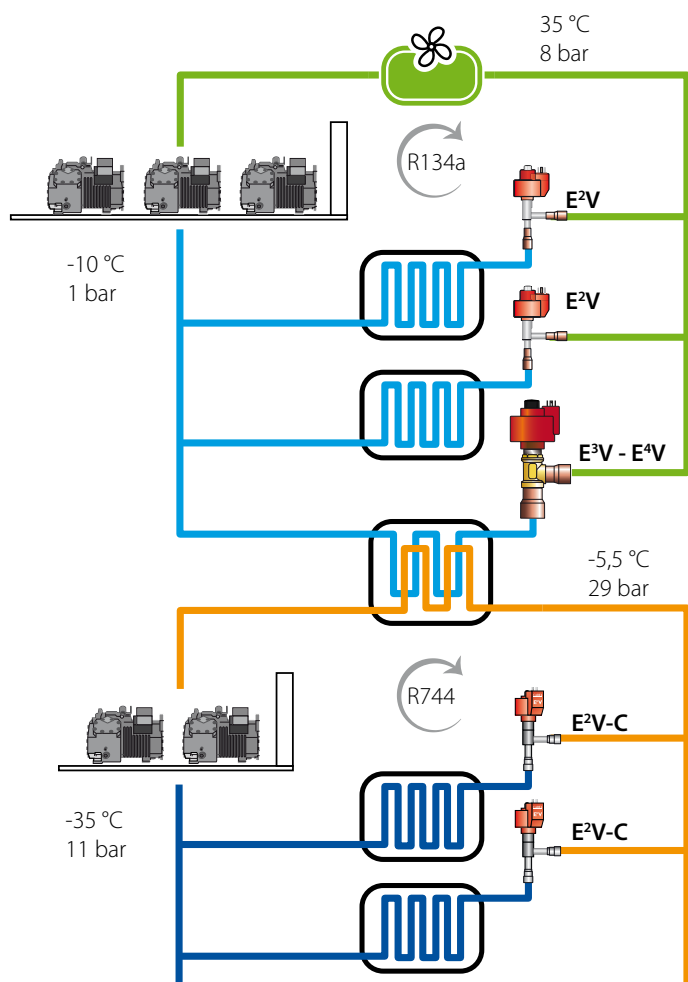 35 °C
8 bar
R134a
E²V
-10 °C
1 bar
E²V
E³V - E⁴V
-5,5 °C
29 bar
R744
E²V-C
-35 °C
11 bar
E²V-C